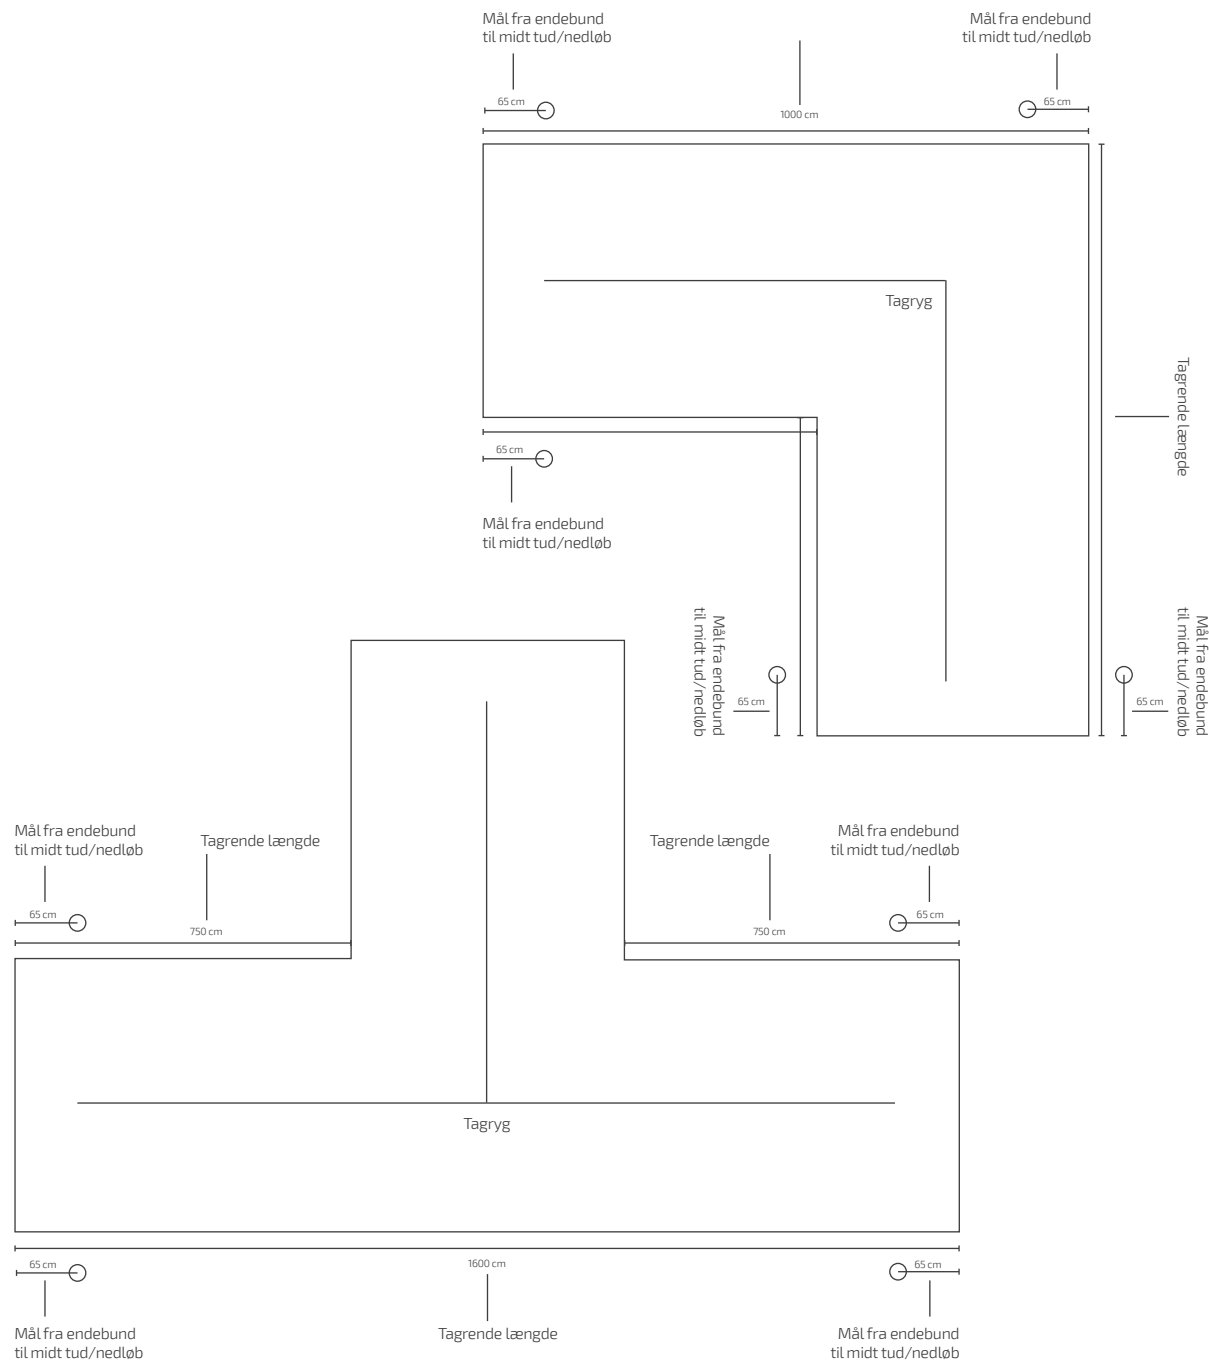 Mål fra endebund
til midt tud/nedløb
Mål fra endebund
til midt tud/nedløb
65 cm
65 cm
1000 cm
Tagryg
Tagrende længde
65 cm
Mål fra endebund
til midt tud/nedløb
Mål fra endebund
til midt tud/nedløb
65 cm
65 cm
Mål fra endebund
til midt tud/nedløb
Mål fra endebund
til midt tud/nedløb
Tagrende længde
Tagrende længde
Mål fra endebund
til midt tud/nedløb
65 cm
65 cm
750 cm
750 cm
Tagryg
65 cm
1600 cm
65 cm
Mål fra endebund
til midt tud/nedløb
Tagrende længde
Mål fra endebund
til midt tud/nedløb